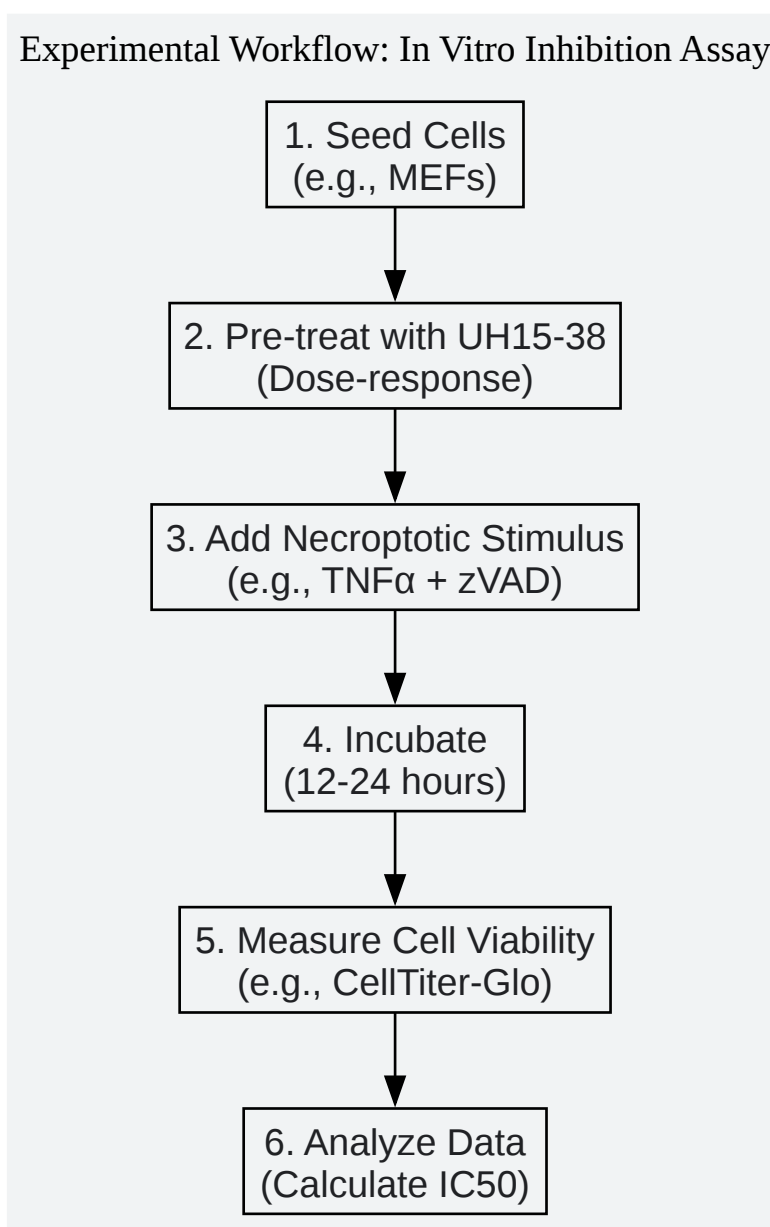 Experimental Workflow: In Vitro Inhibition Assay
1. Seed Cells
(e.g., MEFs)
2. Pre-treat with UH15-38
(Dose-response)
3. Add Necroptotic Stimulus
(e.g., TNFα + zVAD)
4. Incubate
(12-24 hours)
5. Measure Cell Viability
(e.g., CellTiter-Glo)
6. Analyze Data
(Calculate IC50)